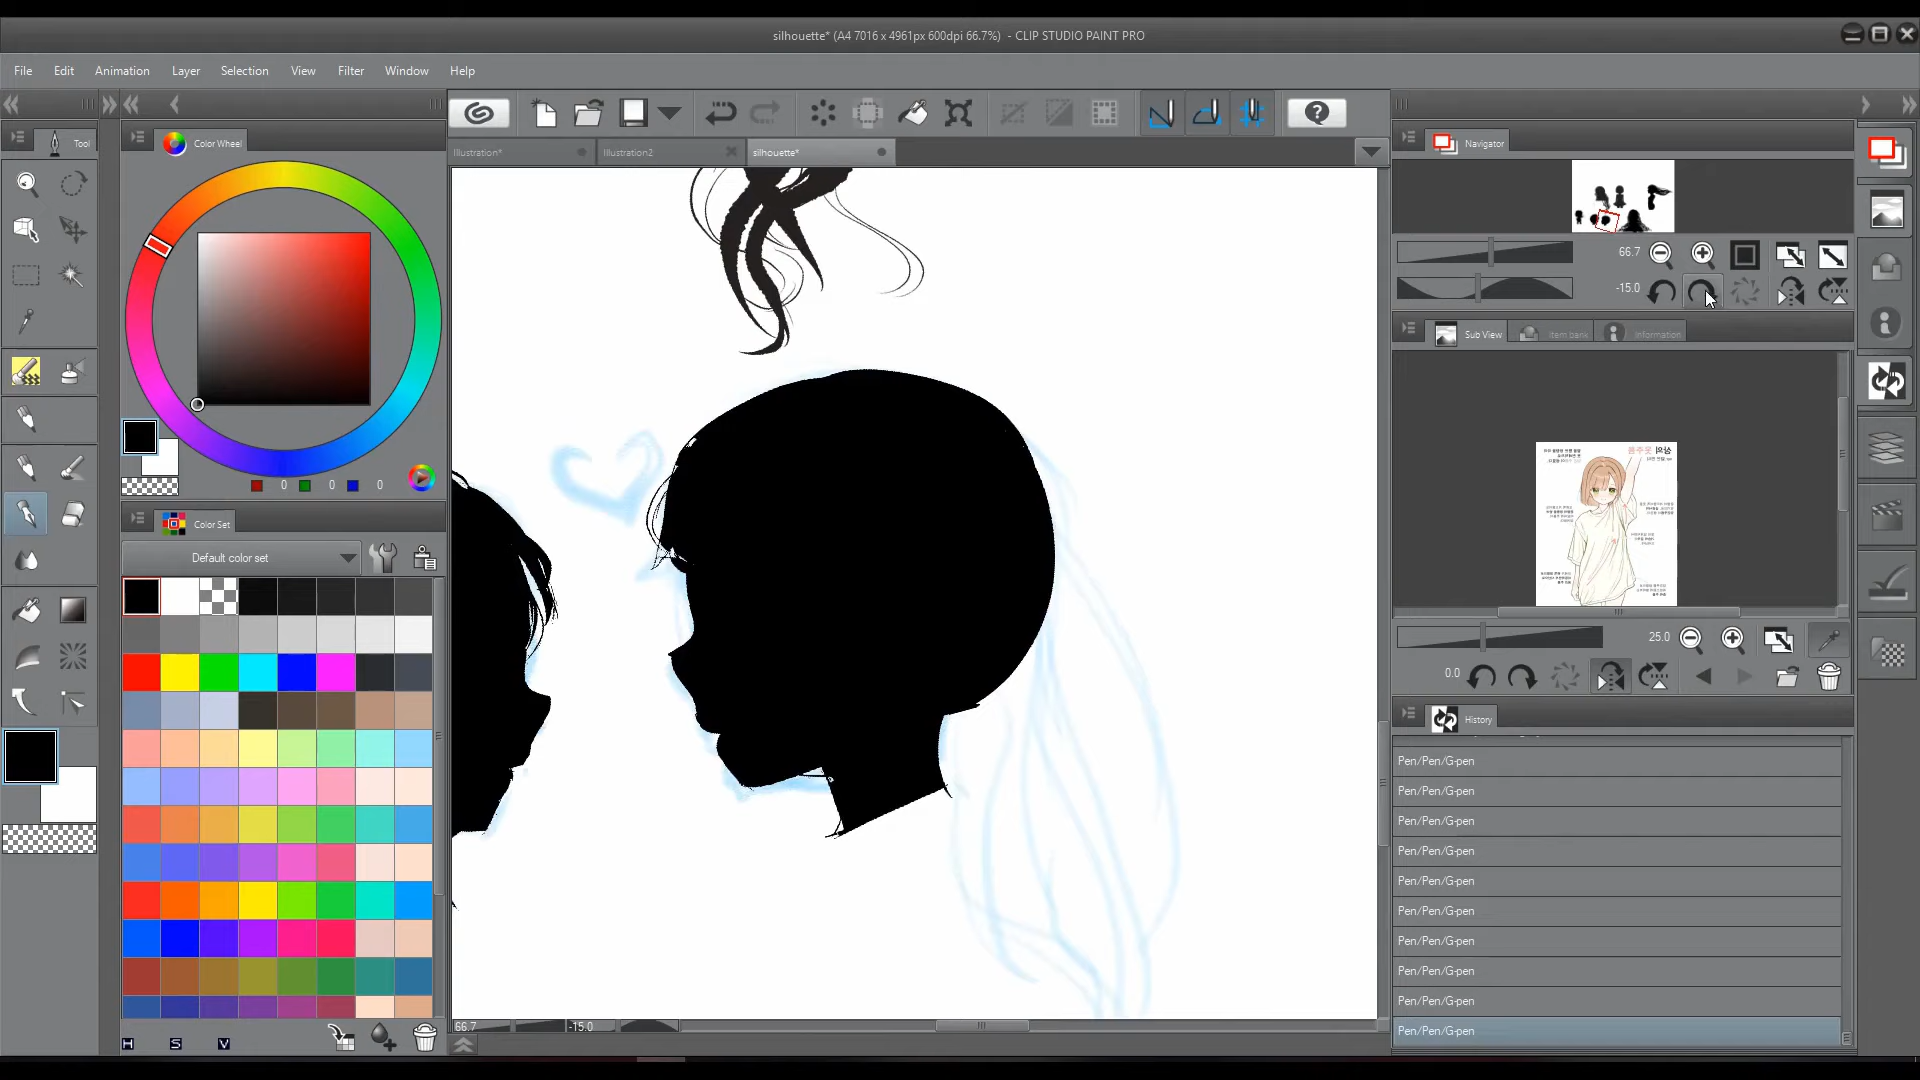 silhouette* (A4 7016 x 4961px 600dpi 66.7%) - CLIP STUDIO PAINT PRO
File Edit Animation Layer Selection View Filter Window Help
Tool
Color Wheel
Illustration*
Illustration2
silhouette*
Navigator
66.7
-15.0
Sub View
Item bank
Information
0 0 0
Color Set
Default color set
25.0
0.0
History
Pen/Pen/G-pen
Pen/Pen/G-pen
Pen/Pen/G-pen
Pen/Pen/G-pen
Pen/Pen/G-pen
Pen/Pen/G-pen
Pen/Pen/G-pen
Pen/Pen/G-pen
Pen/Pen/G-pen
Pen/Pen/G-pen
66.7
-15.0
H S V